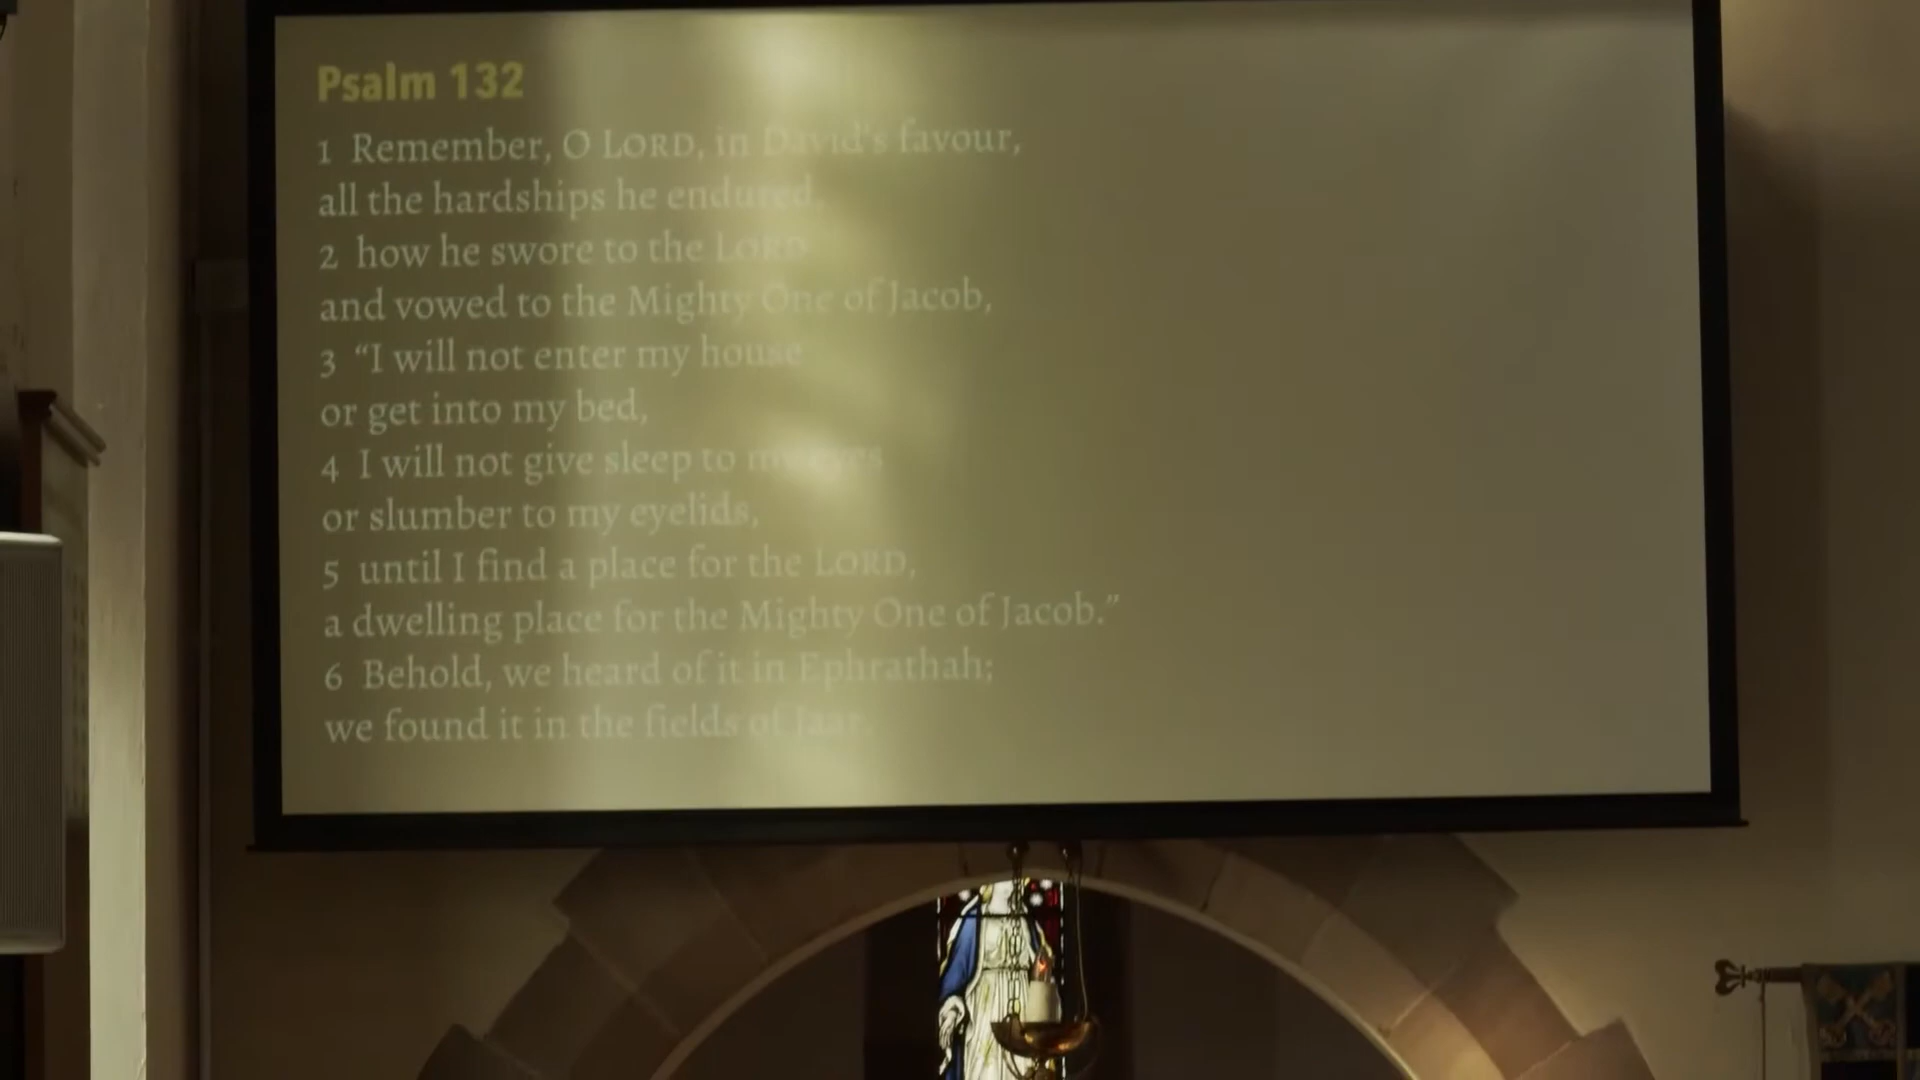 Psalm 132
1 Remember, O LORD, in David's favour,
all the hardships he endured,
2 how he swore to the LORD
and vowed to the Mighty One of Jacob,
3 “I will not enter my house
or get into my bed,
4 I will not give sleep to my eyes
or slumber to my eyelids,
5 until I find a place for the LORD,
a dwelling place for the Mighty One of Jacob.”
6 Behold, we heard of it in Ephrathah;
we found it in the fields of Jaar.